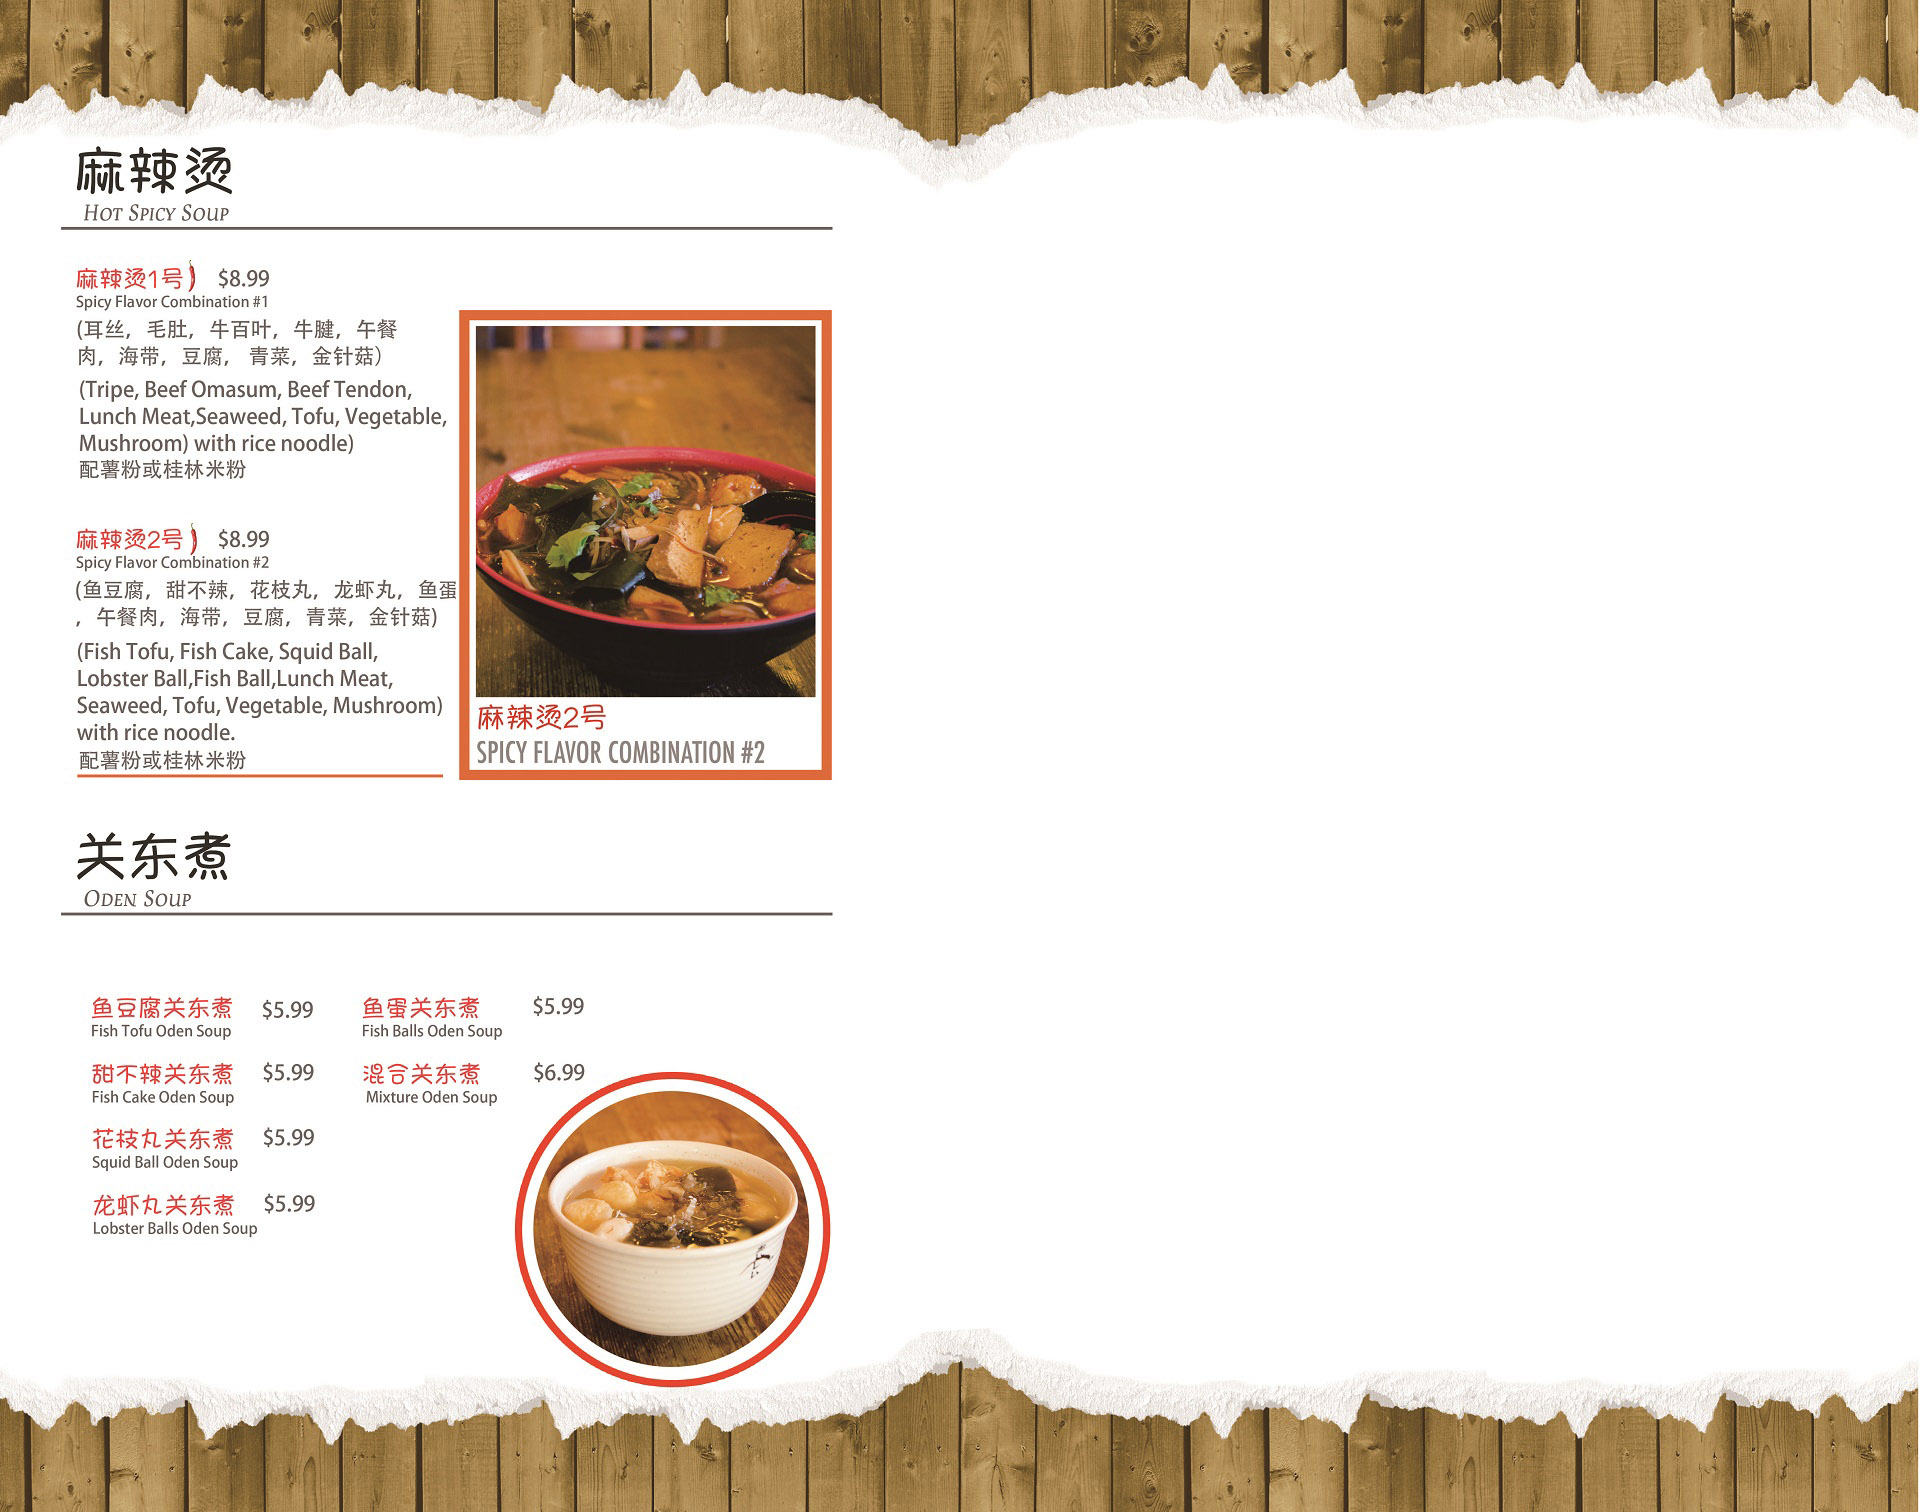 麻辣烫
Hot Spicy Soup
麻辣烫1号 $8.99
Spicy Flavor Combination #1
(耳丝，毛肚，牛百叶，牛腱，午餐
肉，海带，豆腐， 青菜，金针菇）
(Tripe, Beef Omasum, Beef Tendon,
Lunch Meat,Seaweed, Tofu, Vegetable,
Mushroom) with rice noodle)
配薯粉或桂林米粉
麻辣烫2号 $8.99
Spicy Flavor Combination #2
(鱼豆腐，甜不辣，花枝丸，龙虾丸，鱼蛋
，午餐肉，海带，豆腐，青菜，金针菇)
(Fish Tofu, Fish Cake, Squid Ball,
Lobster Ball,Fish Ball,Lunch Meat,
Seaweed, Tofu, Vegetable, Mushroom)
with rice noodle.
配薯粉或桂林米粉
麻辣烫2号
SPICY FLAVOR COMBINATION #2
关东煮
Oden Soup
鱼豆腐关东煮 $5.99
Fish Tofu Oden Soup
甜不辣关东煮 $5.99
Fish Cake Oden Soup
花枝丸关东煮 $5.99
Squid Ball Oden Soup
龙虾丸关东煮 $5.99
Lobster Balls Oden Soup
鱼蛋关东煮 $5.99
Fish Balls Oden Soup
混合关东煮 $6.99
Mixture Oden Soup